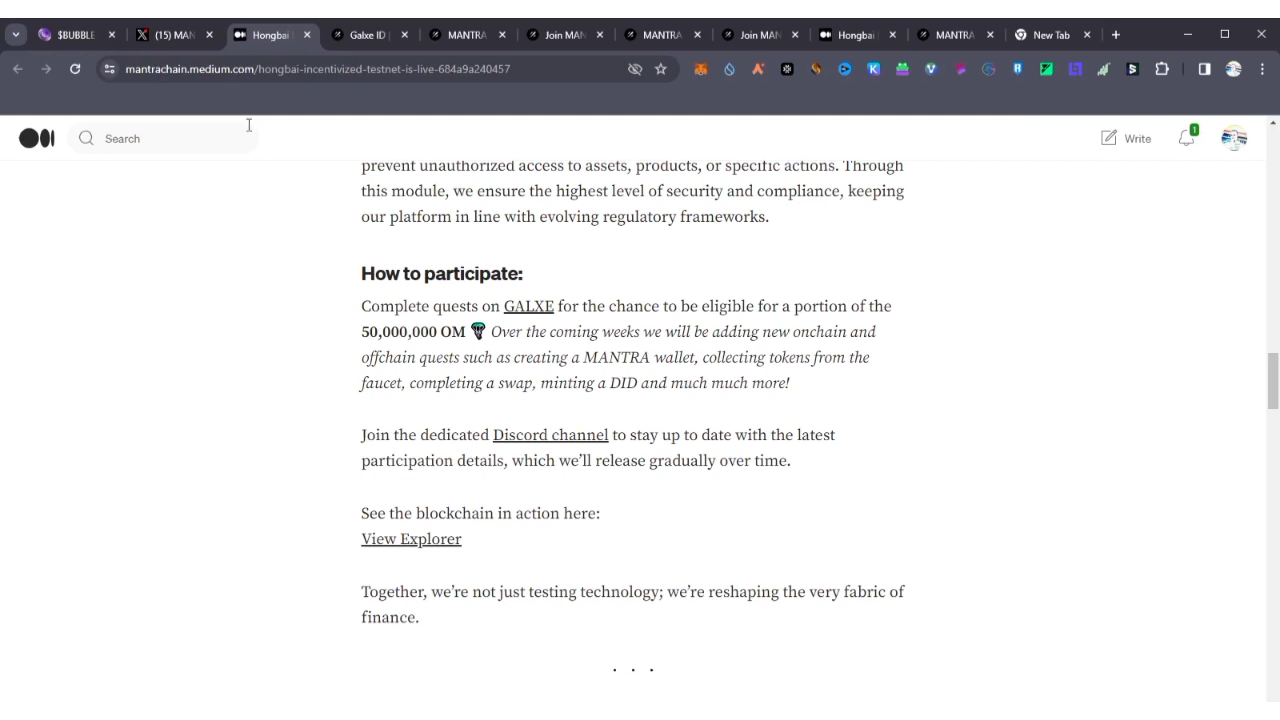 $BUBBLE
(15) MAN
Hongbai
Galxe ID |
MANTRA
Join MAN
MANTRA
Join MAN
Hongbai
MANTRA
New Tab
mantrachain.medium.com/hongbai-incentivized-testnet-is-live-684a9a240457
Search
Write
1
prevent unauthorized access to assets, products, or specific actions. Through
this module, we ensure the highest level of security and compliance, keeping
our platform in line with evolving regulatory frameworks.
How to participate:
Complete quests on GALXE for the chance to be eligible for a portion of the
50,000,000 OM 🪂 Over the coming weeks we will be adding new onchain and
offchain quests such as creating a MANTRA wallet, collecting tokens from the
faucet, completing a swap, minting a DID and much much more!
Join the dedicated Discord channel to stay up to date with the latest
participation details, which we’ll release gradually over time.
See the blockchain in action here:
View Explorer
Together, we’re not just testing technology; we’re reshaping the very fabric of
finance.
. . .